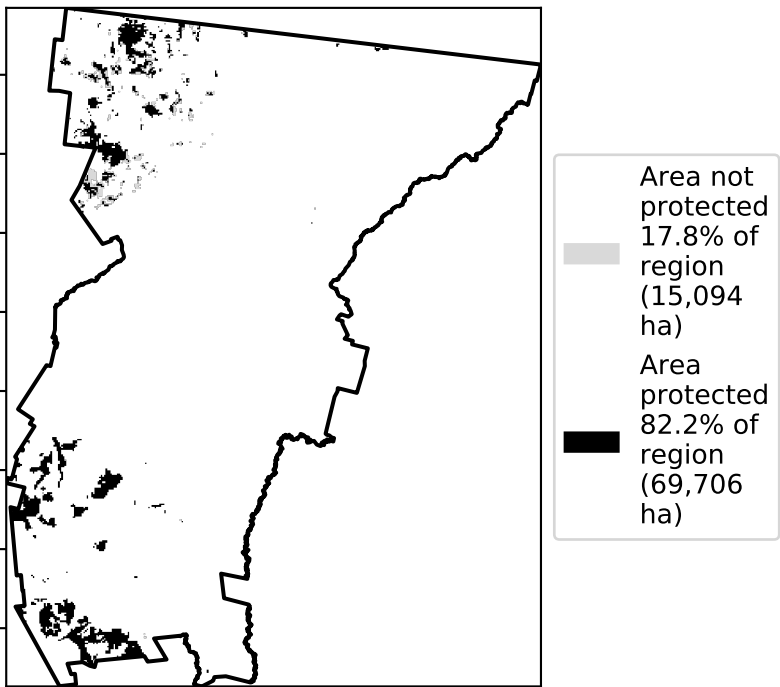 Area not
protected
17.8% of
region
(15,094
ha)
Area
protected
82.2% of
region
(69,706
ha)